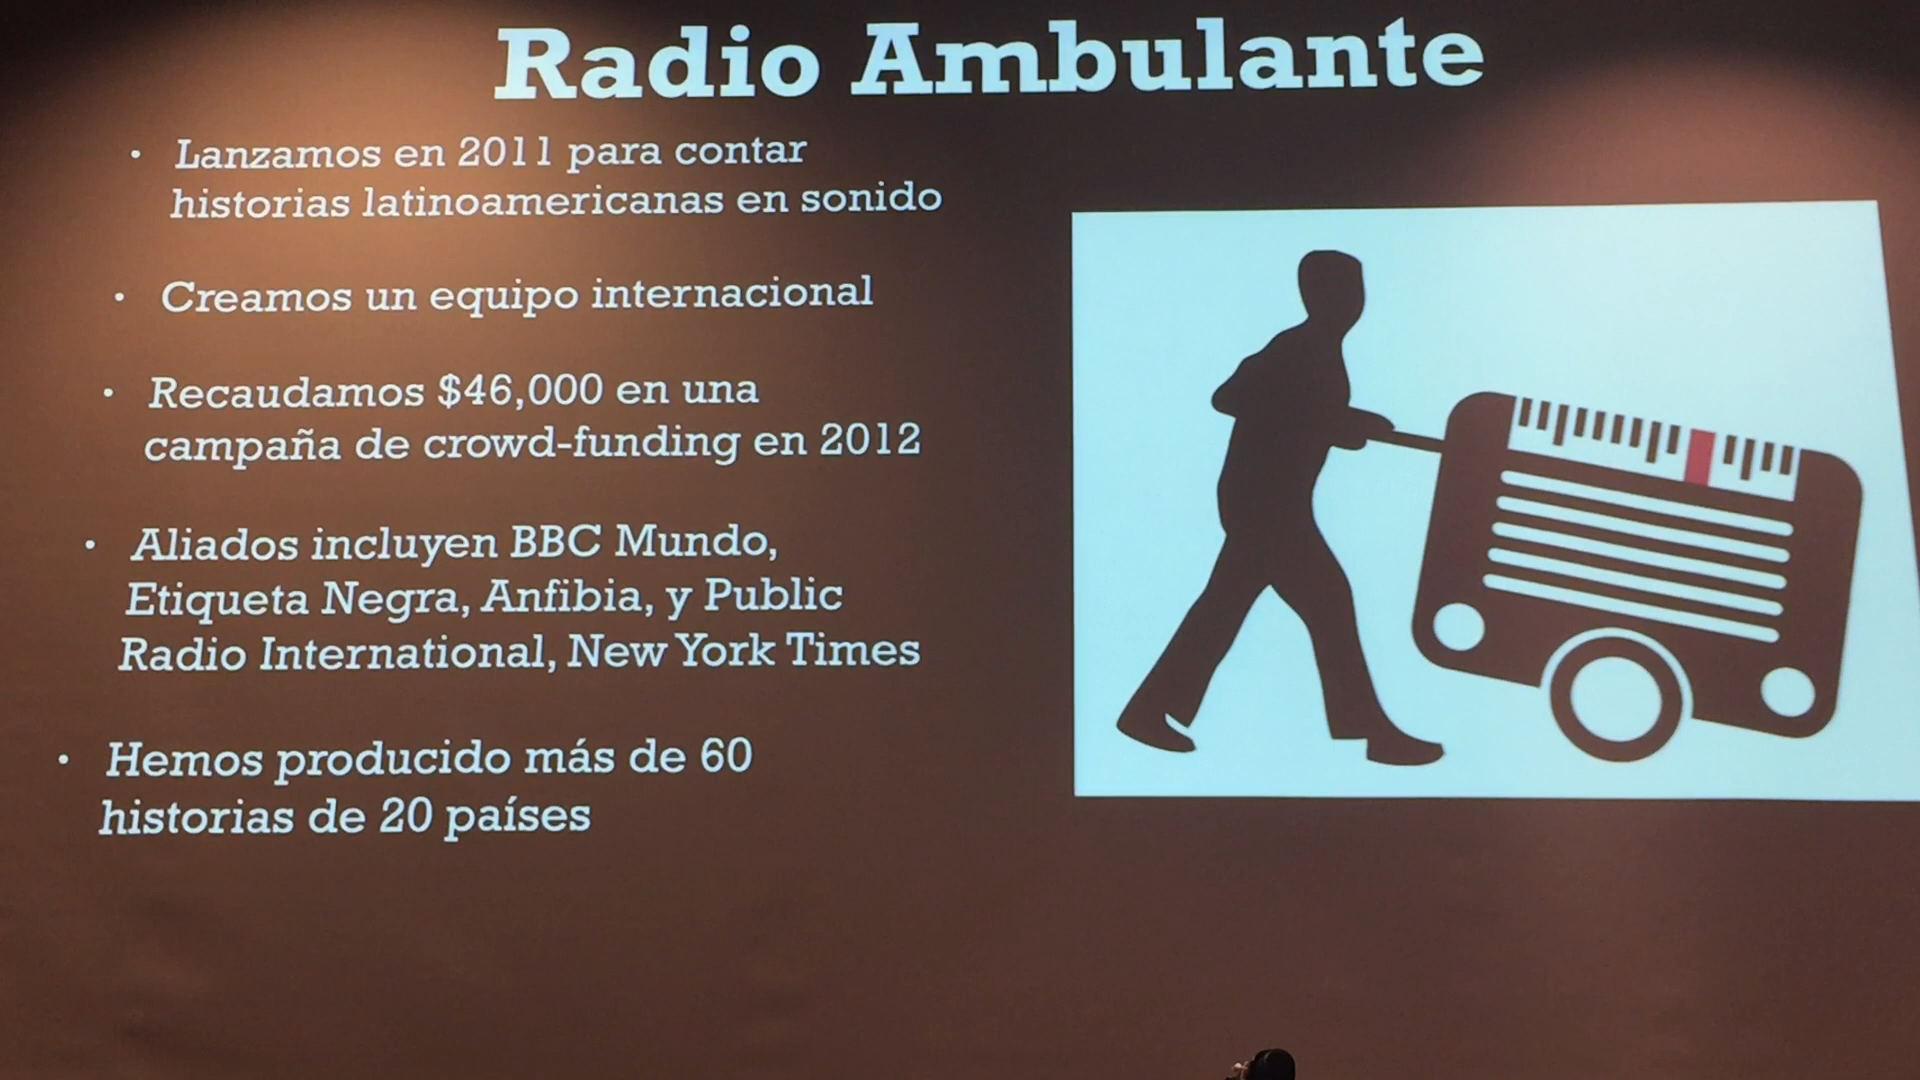 Radio Ambulante
• Lanzamos en 2011 para contar
historias latinoamericanas en sonido
• Creamos un equipo internacional
• Recaudamos $46,000 en una
campaña de crowd-funding en 2012
• Aliados incluyen BBC Mundo,
Etiqueta Negra, Anfibia, y Public
Radio International, New York Times
• Hemos producido más de 60
historias de 20 países